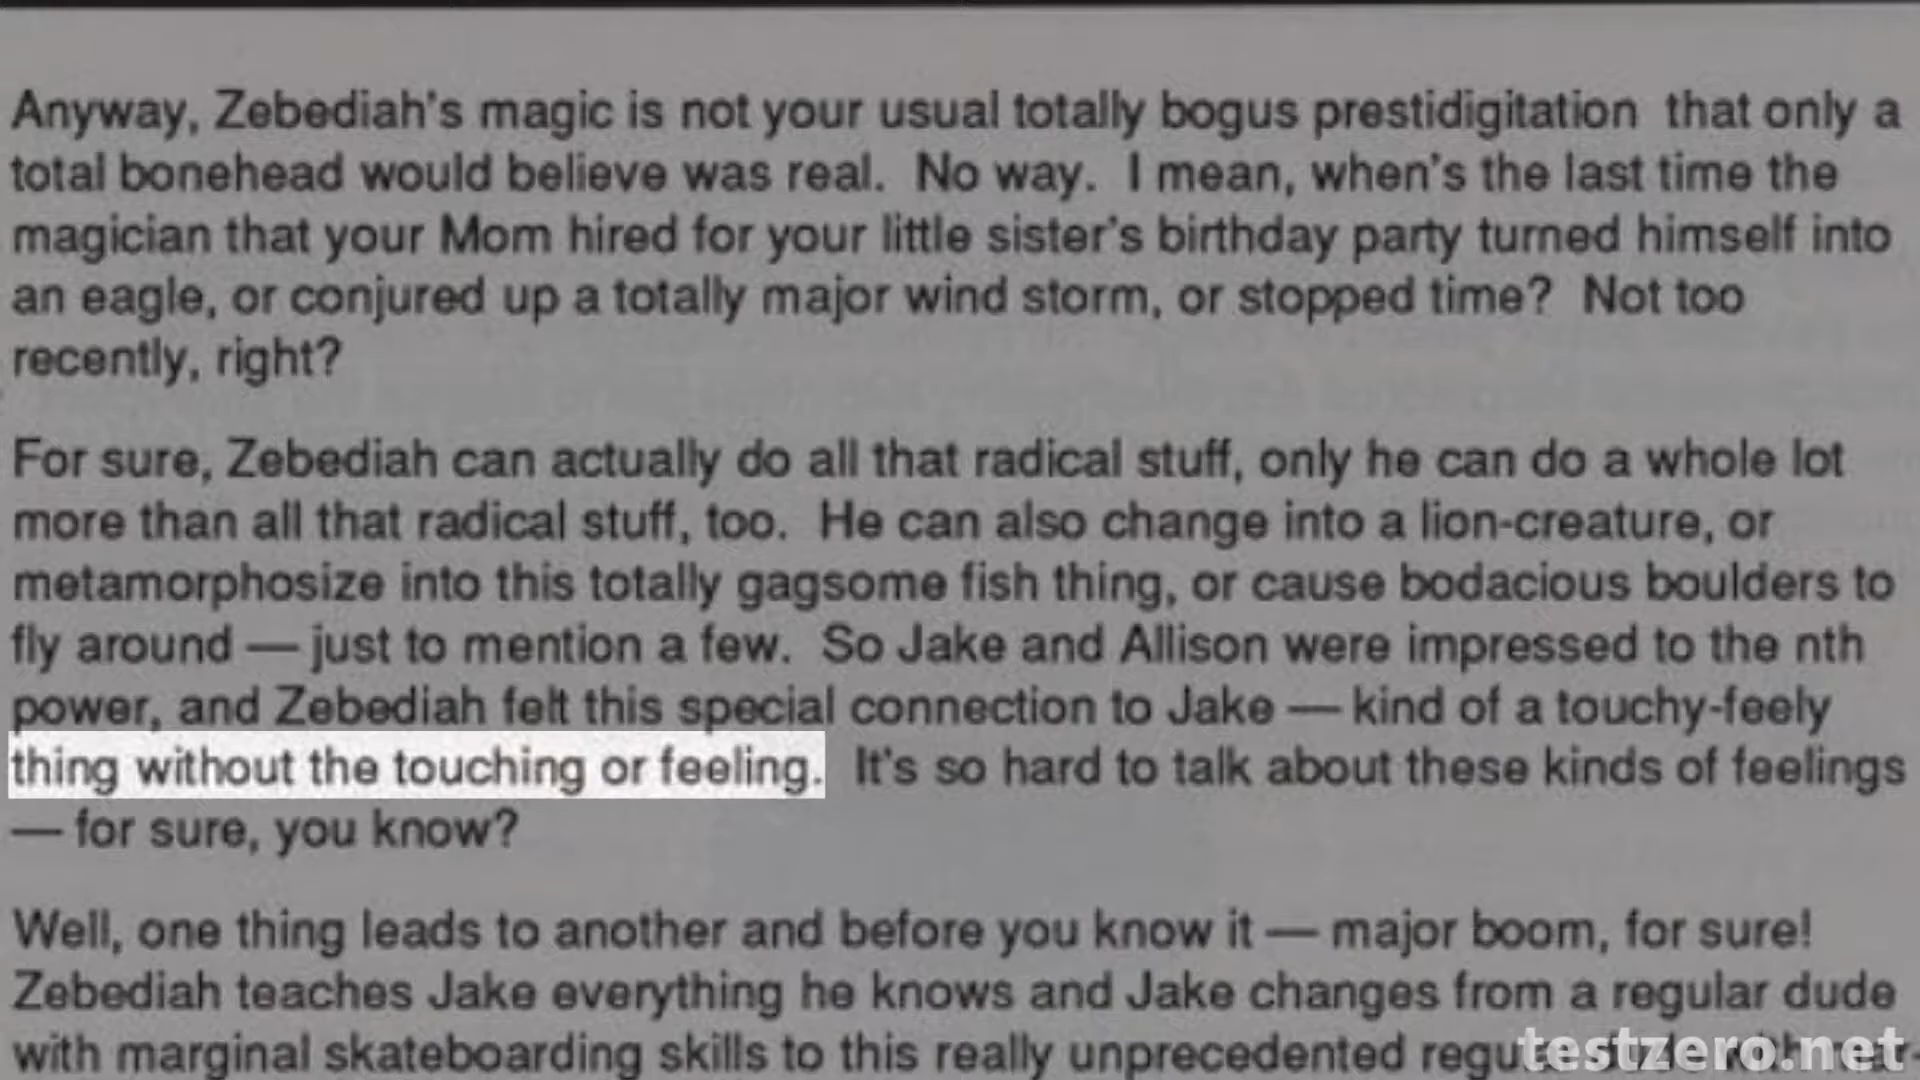 Anyway, Zebediah's magic is not your usual totally bogus prestidigitation that only a
total bonehead would believe was real. No way. I mean, when's the last time the
magician that your Mom hired for your little sister's birthday party turned himself into
an eagle, or conjured up a totally major wind storm, or stopped time? Not too
recently, right?
For sure, Zebediah can actually do all that radical stuff, only he can do a whole lot
more than all that radical stuff, too. He can also change into a lion-creature, or
metamorphosize into this totally gagsome fish thing, or cause bodacious boulders to
fly around — just to mention a few. So Jake and Allison were impressed to the nth
power, and Zebediah felt this special connection to Jake — kind of a touchy-feely
thing without the touching or feeling. It's so hard to talk about these kinds of feelings
— for sure, you know?
Well, one thing leads to another and before you know it — major boom, for sure!
Zebediah teaches Jake everything he knows and Jake changes from a regular dude
with marginal skateboarding skills to this really unprecedented
testzero.net